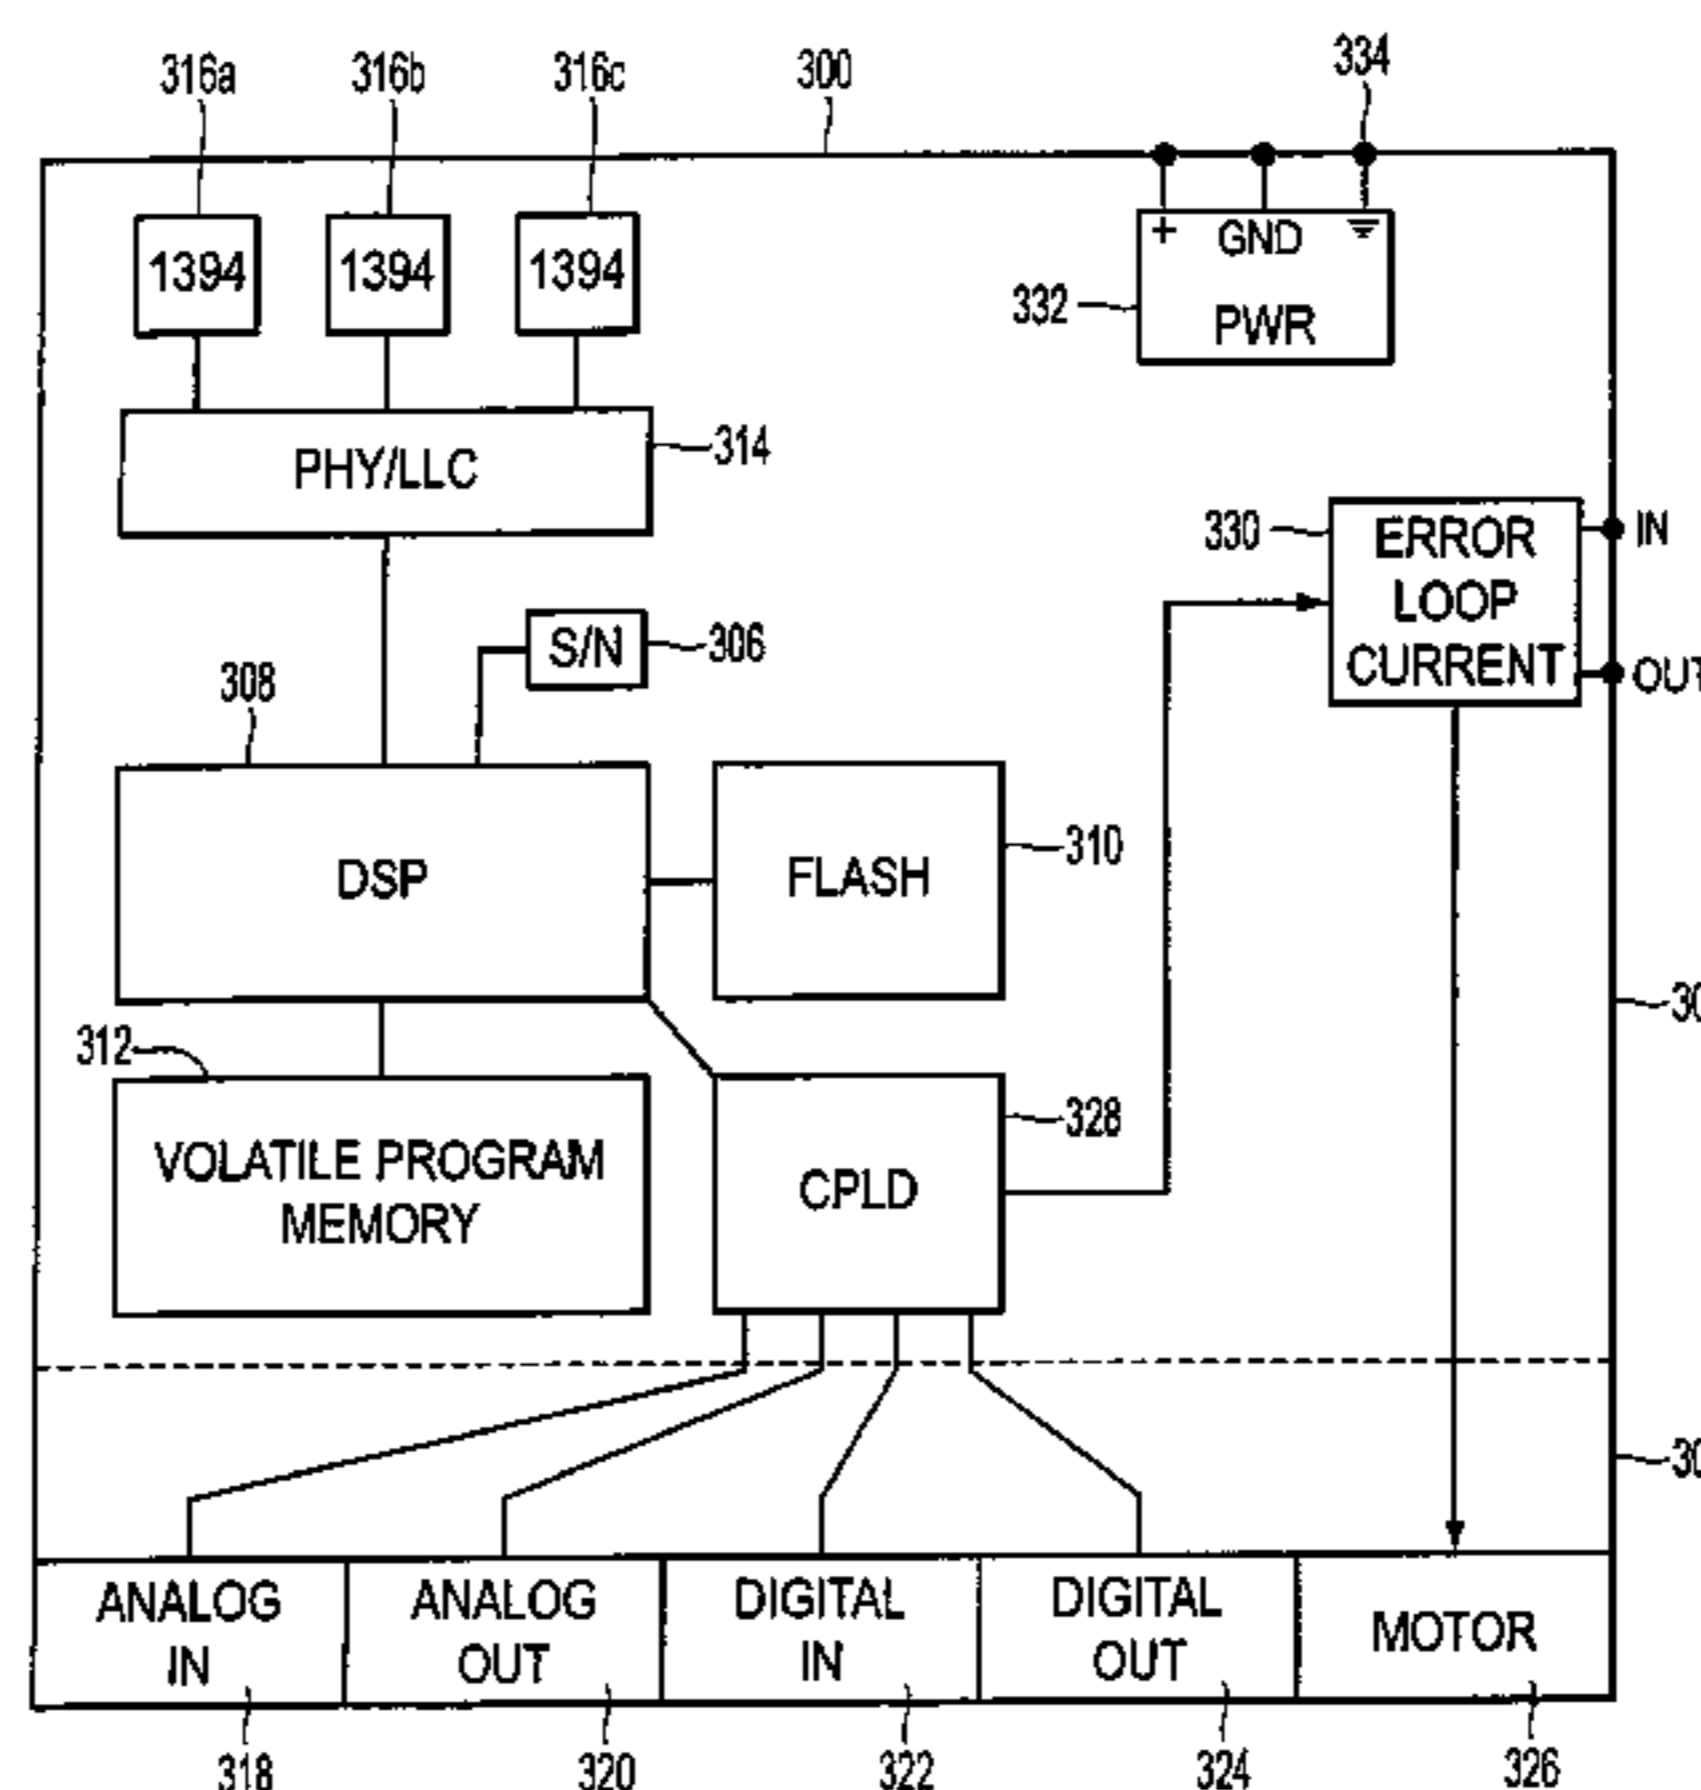 316a
316b
316c
300
334
1394
1394
1394
+ GND
332
PWR
PHY/LLC
314
330
ERROR
LOOP
CURRENT
IN
OUT
S/N
306
308
DSP
FLASH
310
312
VOLATILE PROGRAM
MEMORY
CPLD
328
ANALOG
IN
ANALOG
OUT
DIGITAL
IN
DIGITAL
OUT
MOTOR
318
320
322
324
326